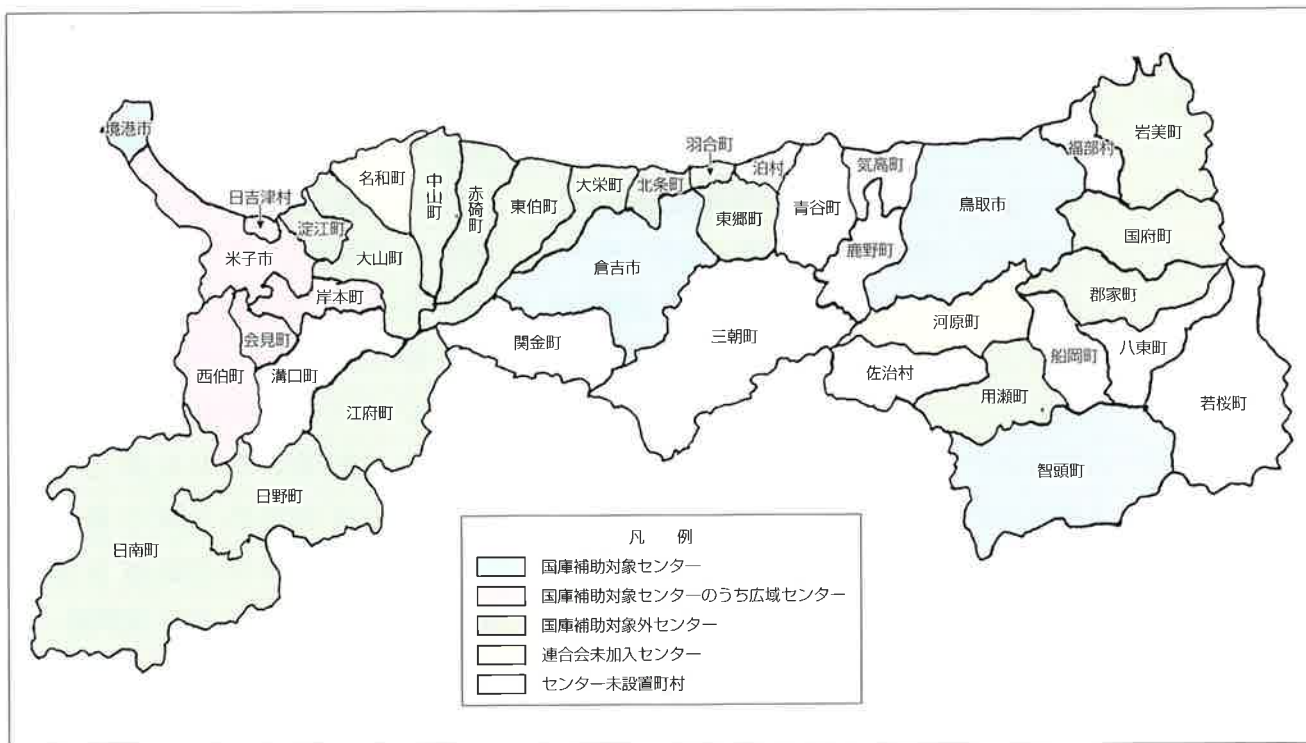 境港市
岩美町
福部村
羽合町
泊村
気高町
名和町
中山町
赤碕町
東伯町
大栄町
北条町
東郷町
青谷町
鳥取市
日吉津村
淀江町
国府町
米子市
大山町
倉吉市
鹿野町
岸本町
郡家町
会見町
関金町
三朝町
河原町
船岡町
八東町
西伯町
溝口町
佐治村
若桜町
江府町
用瀬町
智頭町
日野町
日南町
凡 例
国庫補助対象センター
国庫補助対象センターのうち広域センター
国庫補助対象外センター
連合会未加入センター
センター未設置町村